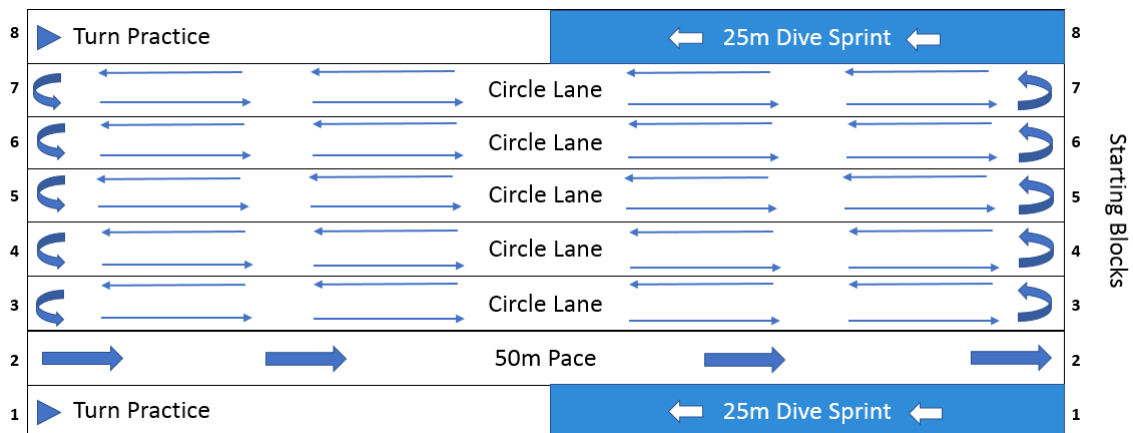 8 Turn Practice 25m Dive Sprint 8
7 Circle Lane 7
6 Circle Lane 6
5 Circle Lane 5
4 Circle Lane 4
3 Circle Lane 3
2 50m Pace 2
1 Turn Practice 25m Dive Sprint 1
Starting Blocks